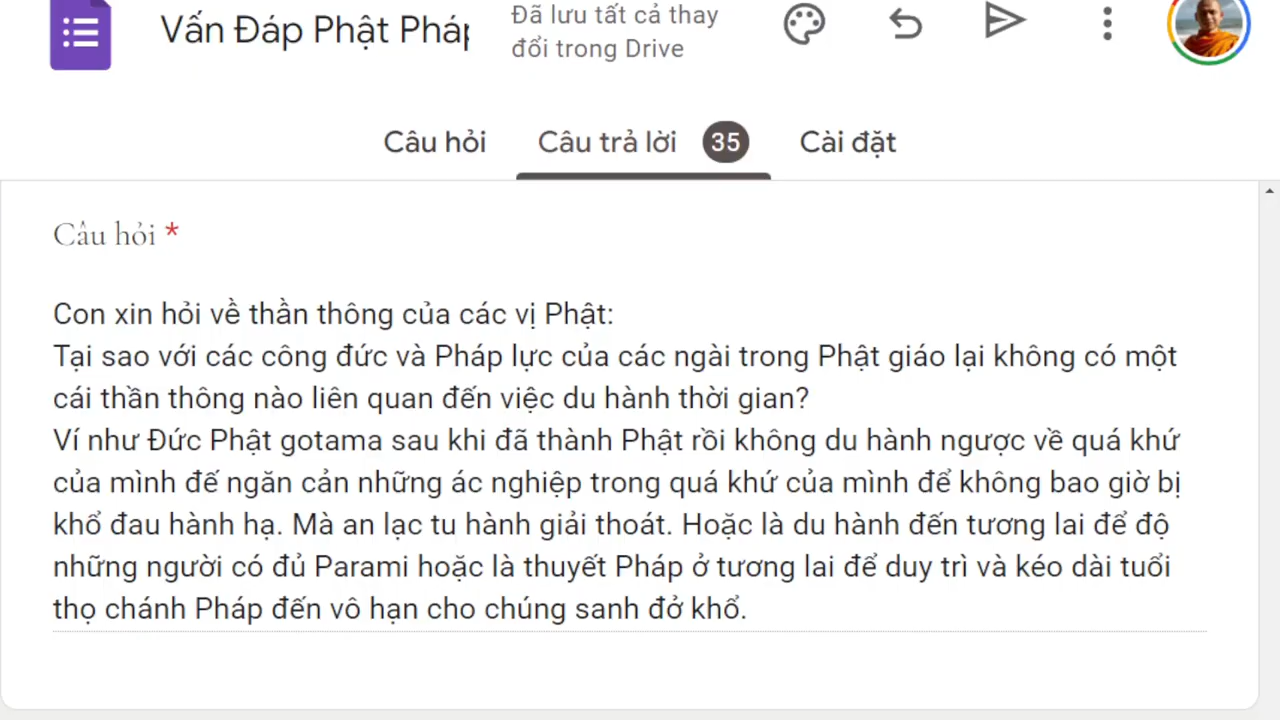 Vấn Đáp Phật Pháp
Đã lưu tất cả thay
đổi trong Drive
Câu hỏi
Câu trả lời 35
Cài đặt
Câu hỏi *
Con xin hỏi về thần thông của các vị Phật:
Tại sao với các công đức và Pháp lực của các ngài trong Phật giáo lại không có một
cái thần thông nào liên quan đến việc du hành thời gian?
Ví như Đức Phật gotama sau khi đã thành Phật rồi không du hành ngược về quá khứ
của mình đế ngăn cản những ác nghiệp trong quá khứ của mình để không bao giờ bị
khổ đau hành hạ. Mà an lạc tu hành giải thoát. Hoặc là du hành đến tương lai để độ
những người có đủ Parami hoặc là thuyết Pháp ở tương lai để duy trì và kéo dài tuổi
thọ chánh Pháp đến vô hạn cho chúng sanh đở khổ.